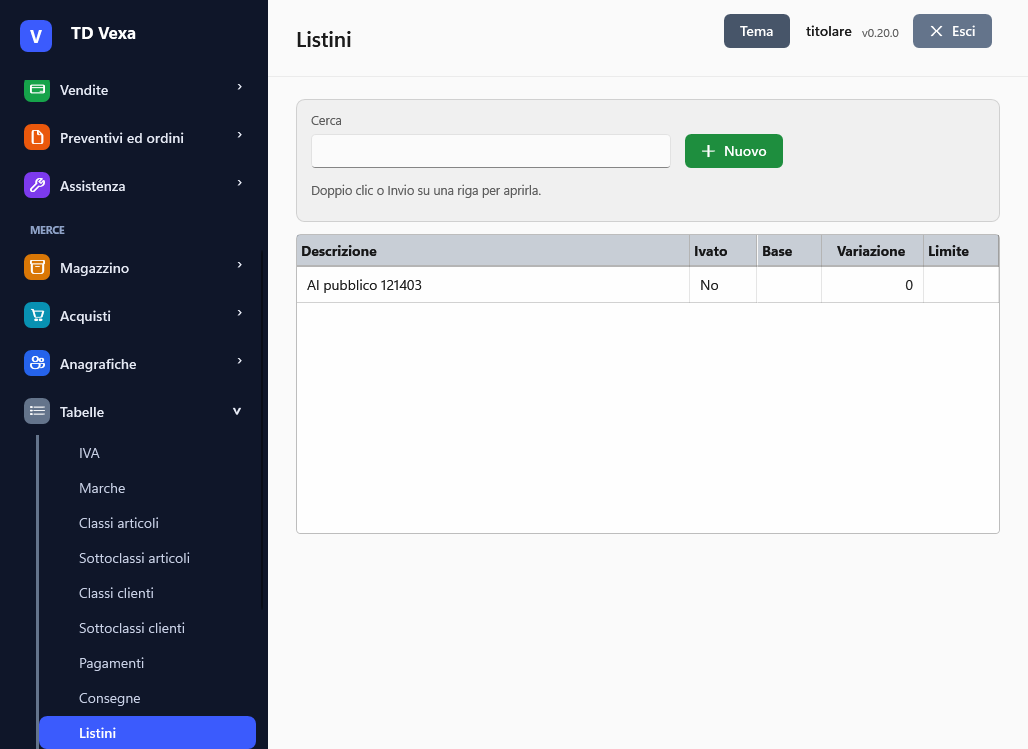 V TD Vexa
Vendite
Preventivi ed ordini
Assistenza
MERCE
Magazzino
Acquisti
Anagrafiche
Tabelle
IVA
Marche
Classi articoli
Sottoclassi articoli
Classi clienti
Sottoclassi clienti
Pagamenti
Consegne
Listini
Listini
Tema titolare v0.20.0 Esci
Cerca
Nuovo
Doppio clic o Invio su una riga per aprirla.
Descrizione Ivato Base Variazione Limite
Al pubblico 121403 No 0